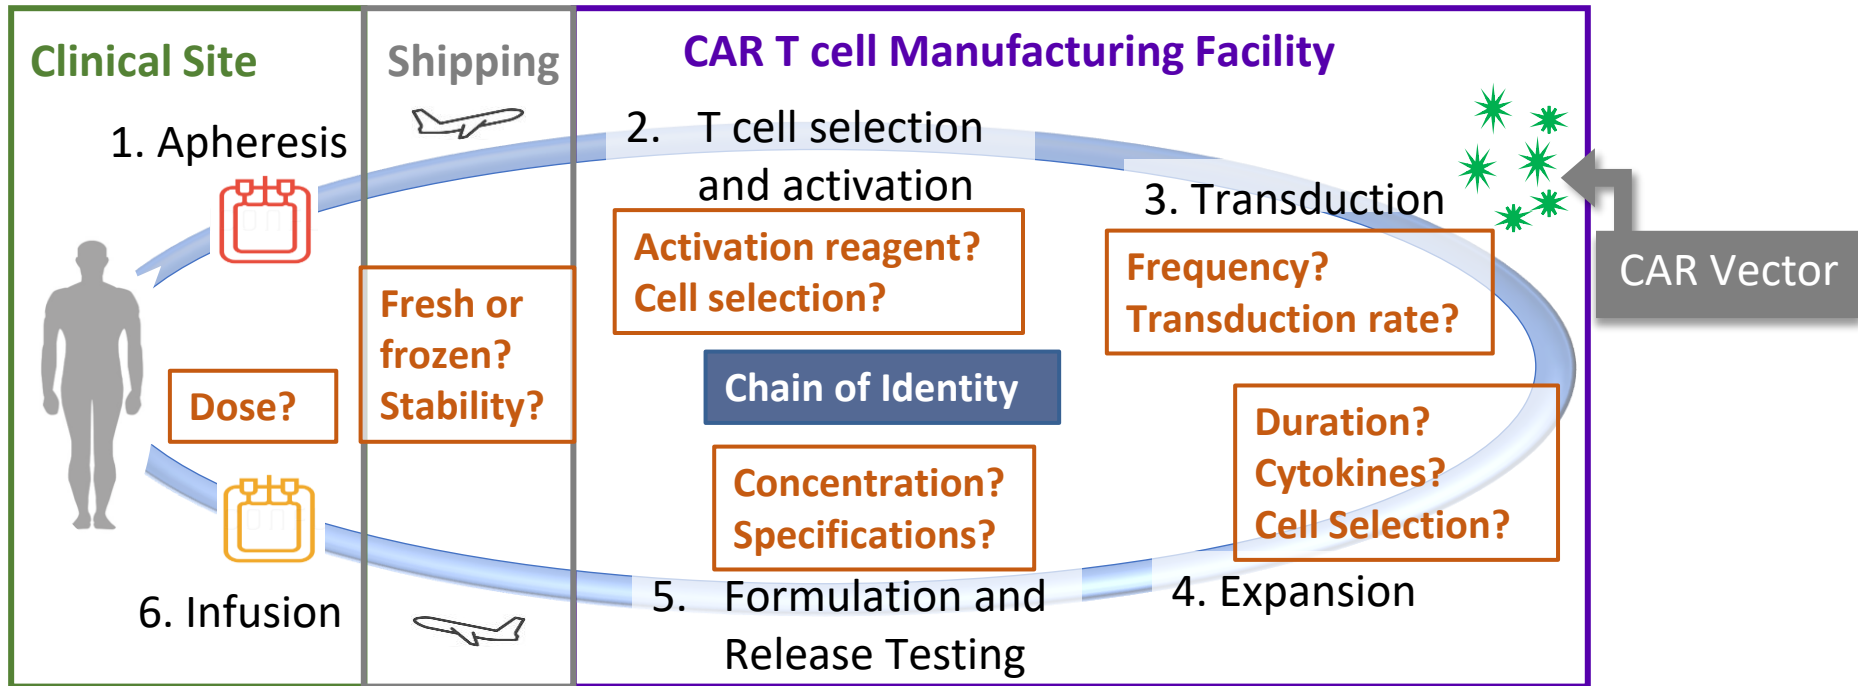 Clinical Site
Shipping
CAR T cell Manufacturing Facility
1. Apheresis
2. T cell selection
and activation
Activation reagent?
Cell selection?
3. Transduction
Frequency?
Transduction rate?
CAR Vector
Fresh or
frozen?
Stability?
Dose?
Chain of Identity
Duration?
Cytokines?
Cell Selection?
4. Expansion
Concentration?
Specifications?
5. Formulation and
Release Testing
6. Infusion